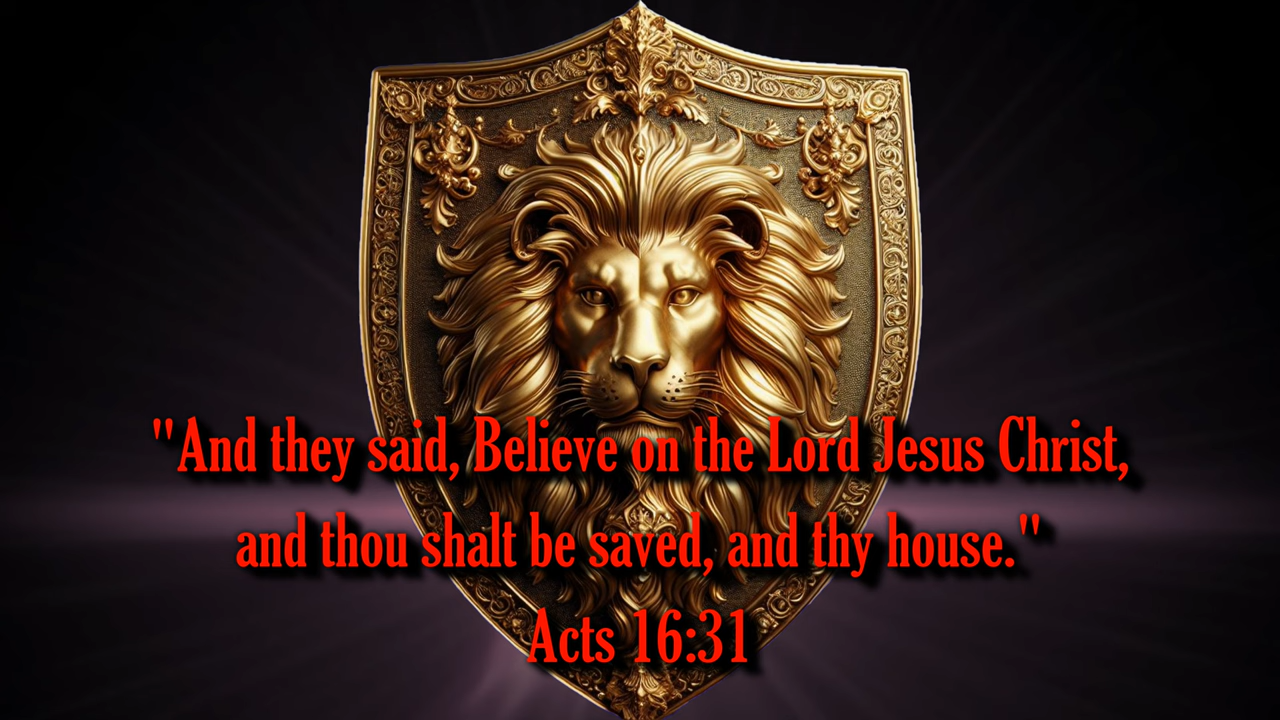 "And they said, Believe on the Lord Jesus Christ,
and thou shalt be saved, and thy house."
Acts 16:31